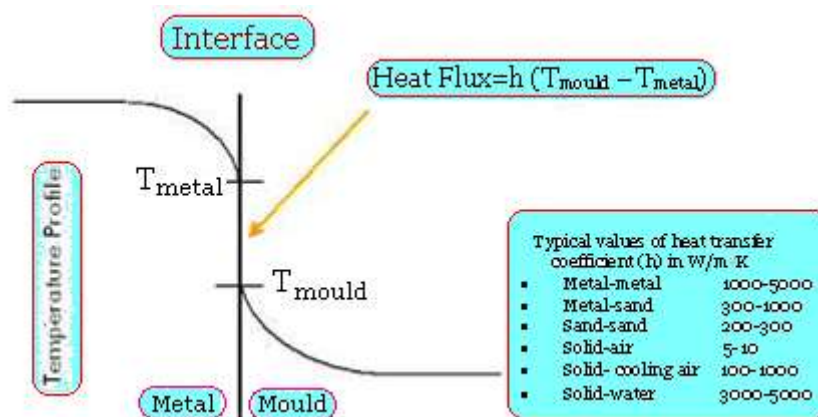 Interface
Heat Flux=h (Tmould – Tmetal)
Temperature Profile
Tmetal
Tmould
Typical values of heat transfer
coefficient (h) in W/m K
▪ Metal-metal 1000-5000
▪ Metal-sand 300-1000
▪ Sand-sand 200-300
▪ Solid-air 5-10
▪ Solid- cooling air 100-1000
▪ Solid-water 3000-5000
Metal Mould